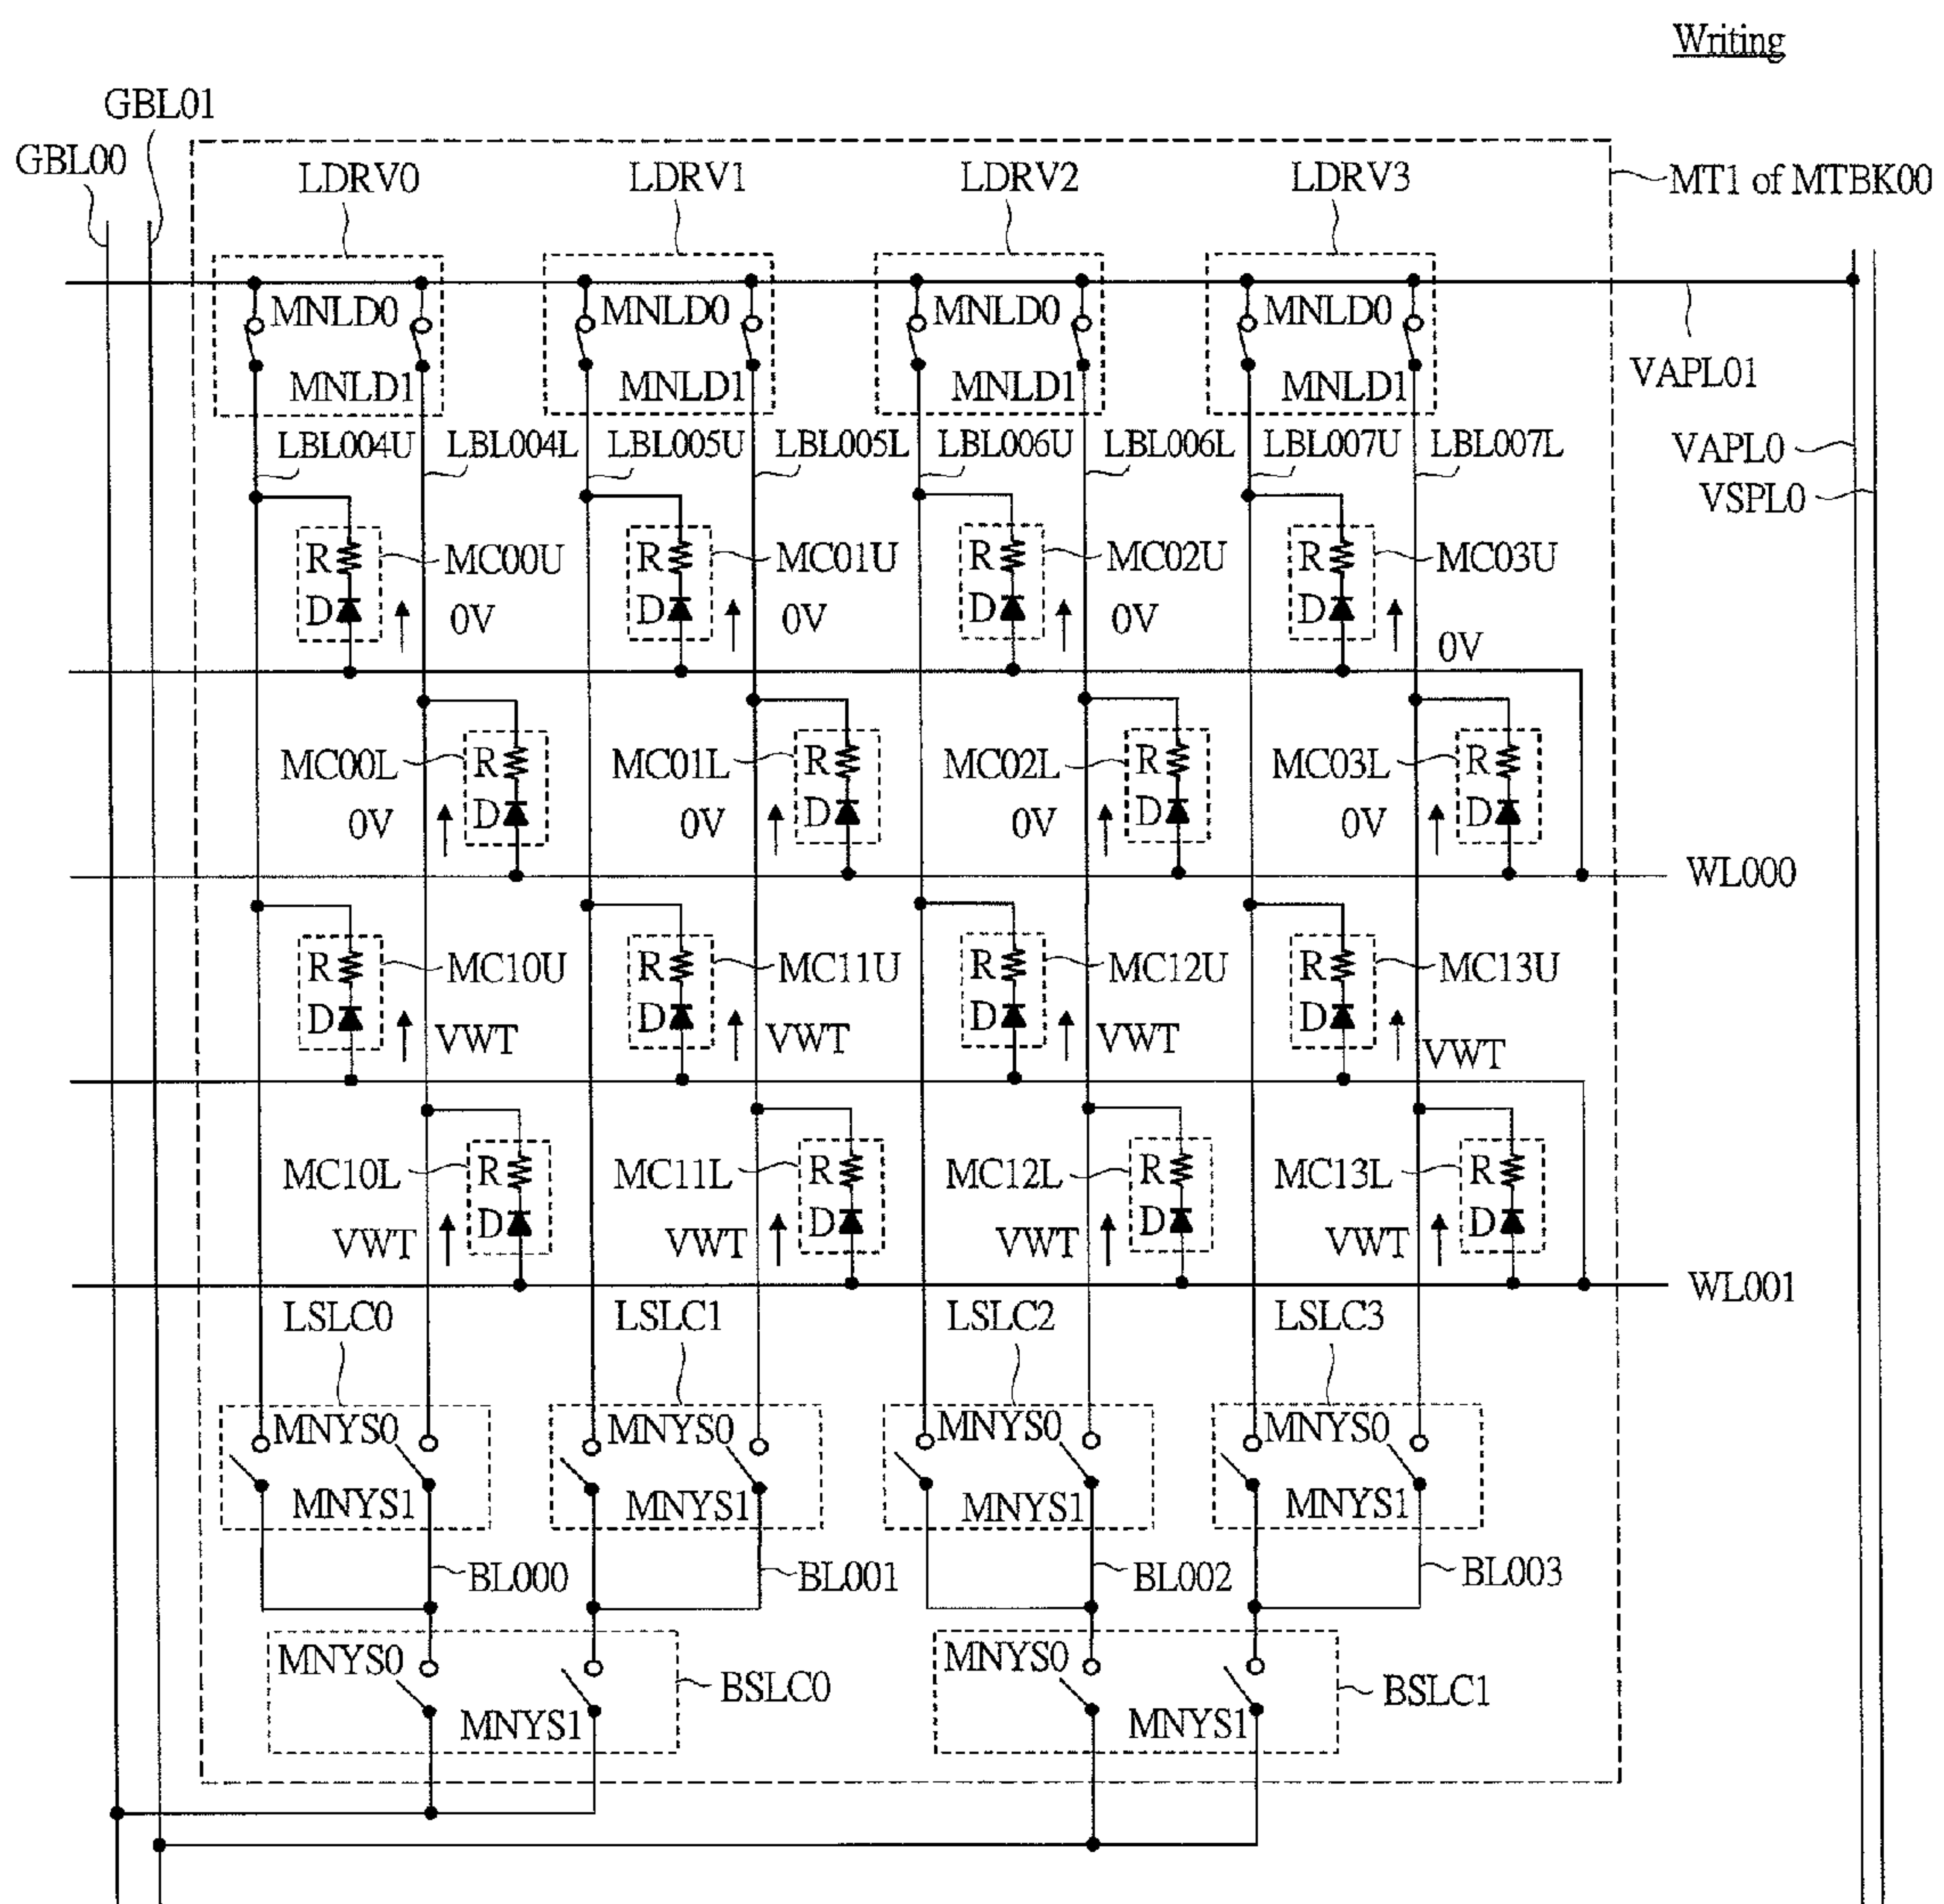 Writing
GBL01
GBL00
LDRV0 LDRV1 LDRV2 LDRV3
MT1 of MTBK00
MNLD0 MNLD0 MNLD0 MNLD0
MNLD1 MNLD1 MNLD1 MNLD1
VAPL01
LBL004U LBL004L LBL005U LBL005L LBL006U LBL006L LBL007U LBL007L
VAPL0
VSPL0
R MC00U R MC01U R MC02U R MC03U
D 0V D 0V D 0V D 0V
MC00L R MC01L R MC02L R MC03L R
0V D 0V D 0V D 0V D
WL000
R MC10U R MC11U R MC12U R MC13U
D VWT D VWT D VWT D VWT
MC10L R MC11L R MC12L R MC13L R
VWT D VWT D VWT D VWT D
WL001
LSLC0 LSLC1 LSLC2 LSLC3
MNYS0 MNYS0 MNYS0 MNYS0
MNYS1 MNYS1 MNYS1 MNYS1
BL000 BL001 BL002 BL003
MNYS0 MNYS0
BSLC0 BSLC1
MNYS1 MNYS1